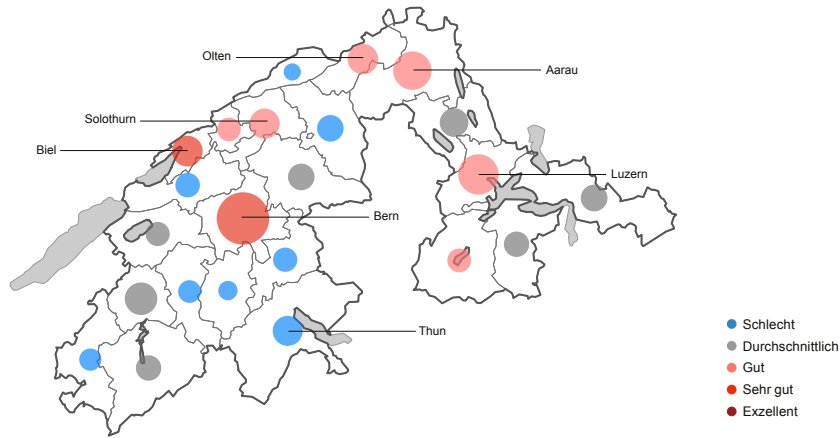 Olten
Aarau
Solothurn
Biel
Luzern
Bern
Thun
Schlecht
Durchschnittlich
Gut
Sehr gut
Exzellent